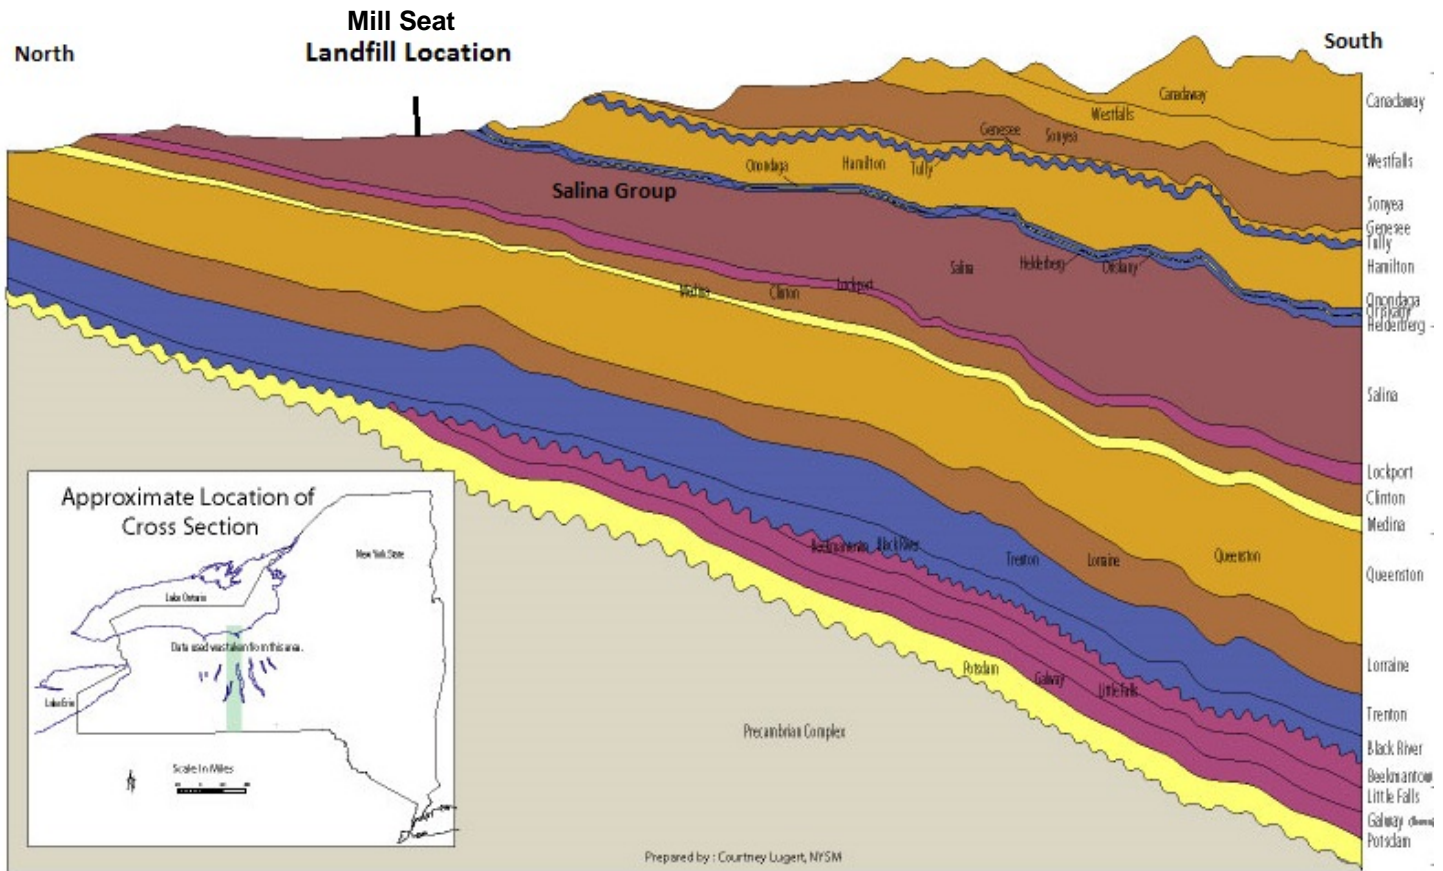 Mill Seat
Landfill Location
North
South
Canadaway
Westfalls
Canadaway
Genesee
Sonyea
Onondaga
Hamilton
Tully
Westfalls
Salina Group
Sonyea
Genesee
Tully
Hamilton
Salina
Helderberg
Oriskany
Medina
Clinton
Lockport
Onondaga
Oriskany
Helderberg
Salina
Lockport
Clinton
Medina
Approximate Location of
Cross Section
New York State
Lake Ontario
Data used was taken from this area.
Lake Erie
Scale In Miles
Beekmantown
Black River
Trenton
Lorraine
Queenston
Queenston
Potsdam
Galway
Little Falls
Lorraine
Precambrian Complex
Trenton
Black River
Beekmantow
Little Falls
Galway
Potsdam
Prepared by : Courtney Lugert, NYSM